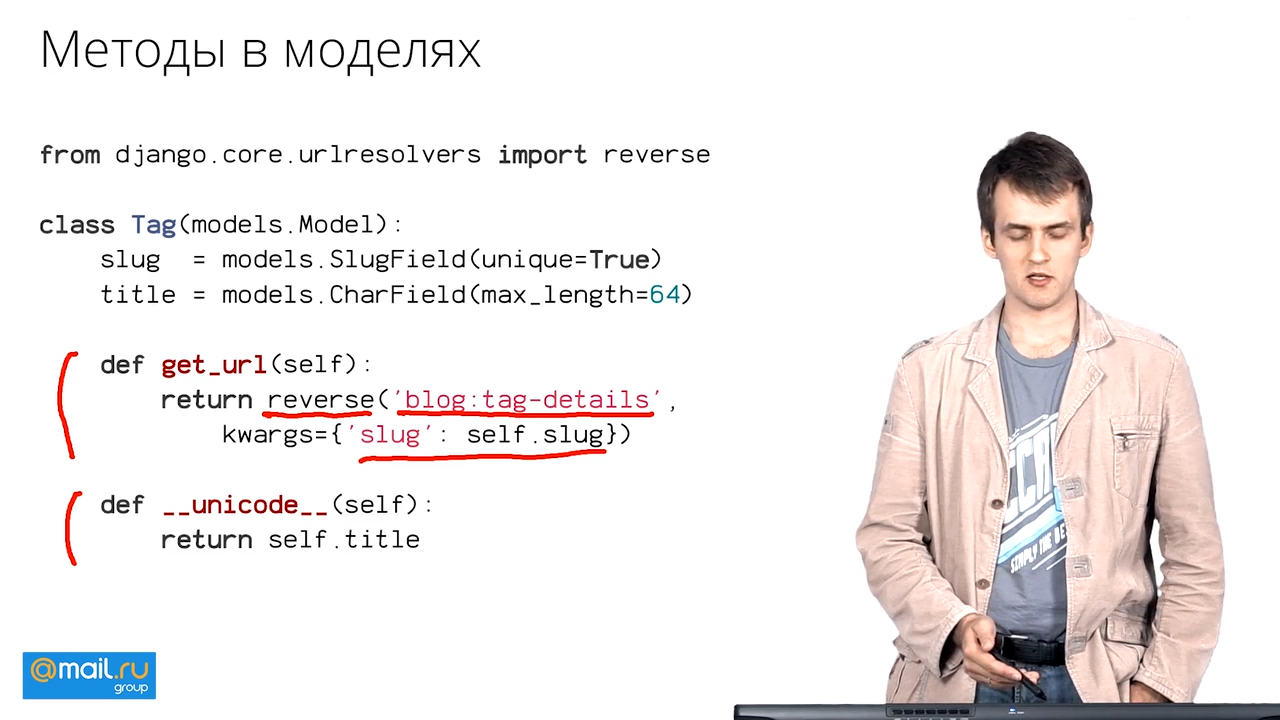 Методы в моделях
from django.core.urlresolvers import reverse
class Tag(models.Model):
    slug  = models.SlugField(unique=True)
    title = models.CharField(max_length=64)
    def get_url(self):
        return reverse('blog:tag-details',
            kwargs={'slug': self.slug})
    def __unicode__(self):
        return self.title
@mail.ru
group
SIMPLY THE